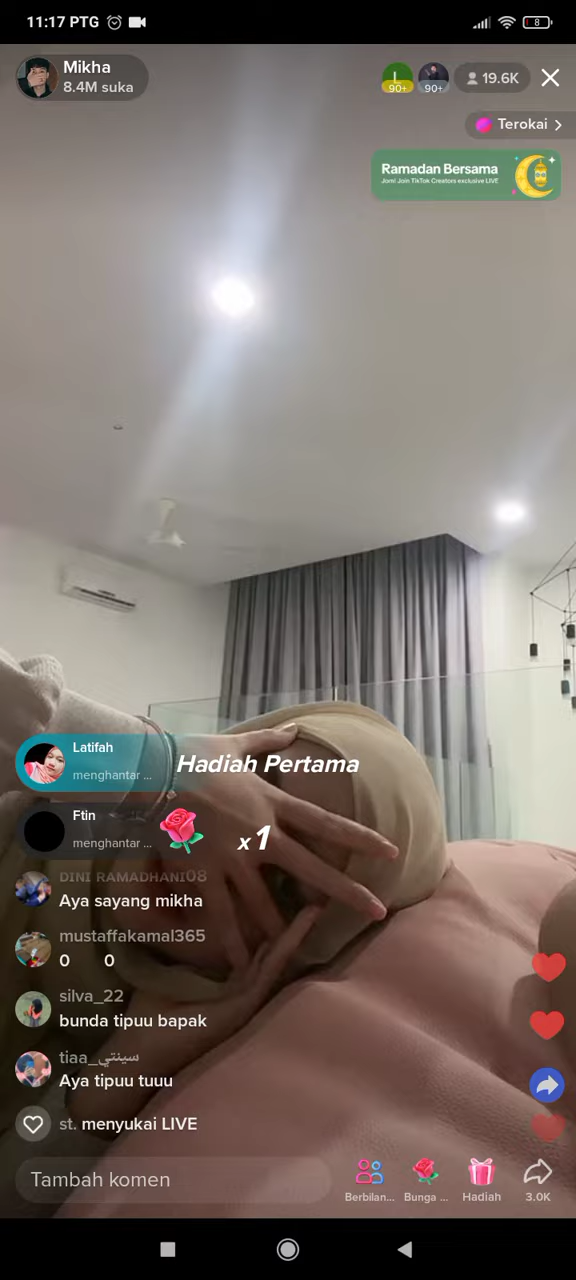 11:17 PTG
8
Mikha
8.4M suka
L
90+
90+
19.6K
Terokai
Ramadan Bersama
Jom! Join TikTok Creators exclusive LIVE
Latifah
menghantar ...
Hadiah Pertama
Ftin
menghantar ...
x1
DINI RAMADHANI08
Aya sayang mikha
mustaffakamal365
0 0
silva_22
bunda tipuu bapak
tiaa_سينتي
Aya tipuu tuuu
st. menyukai LIVE
Tambah komen
Berbilan...
Bunga ...
Hadiah
3.0K